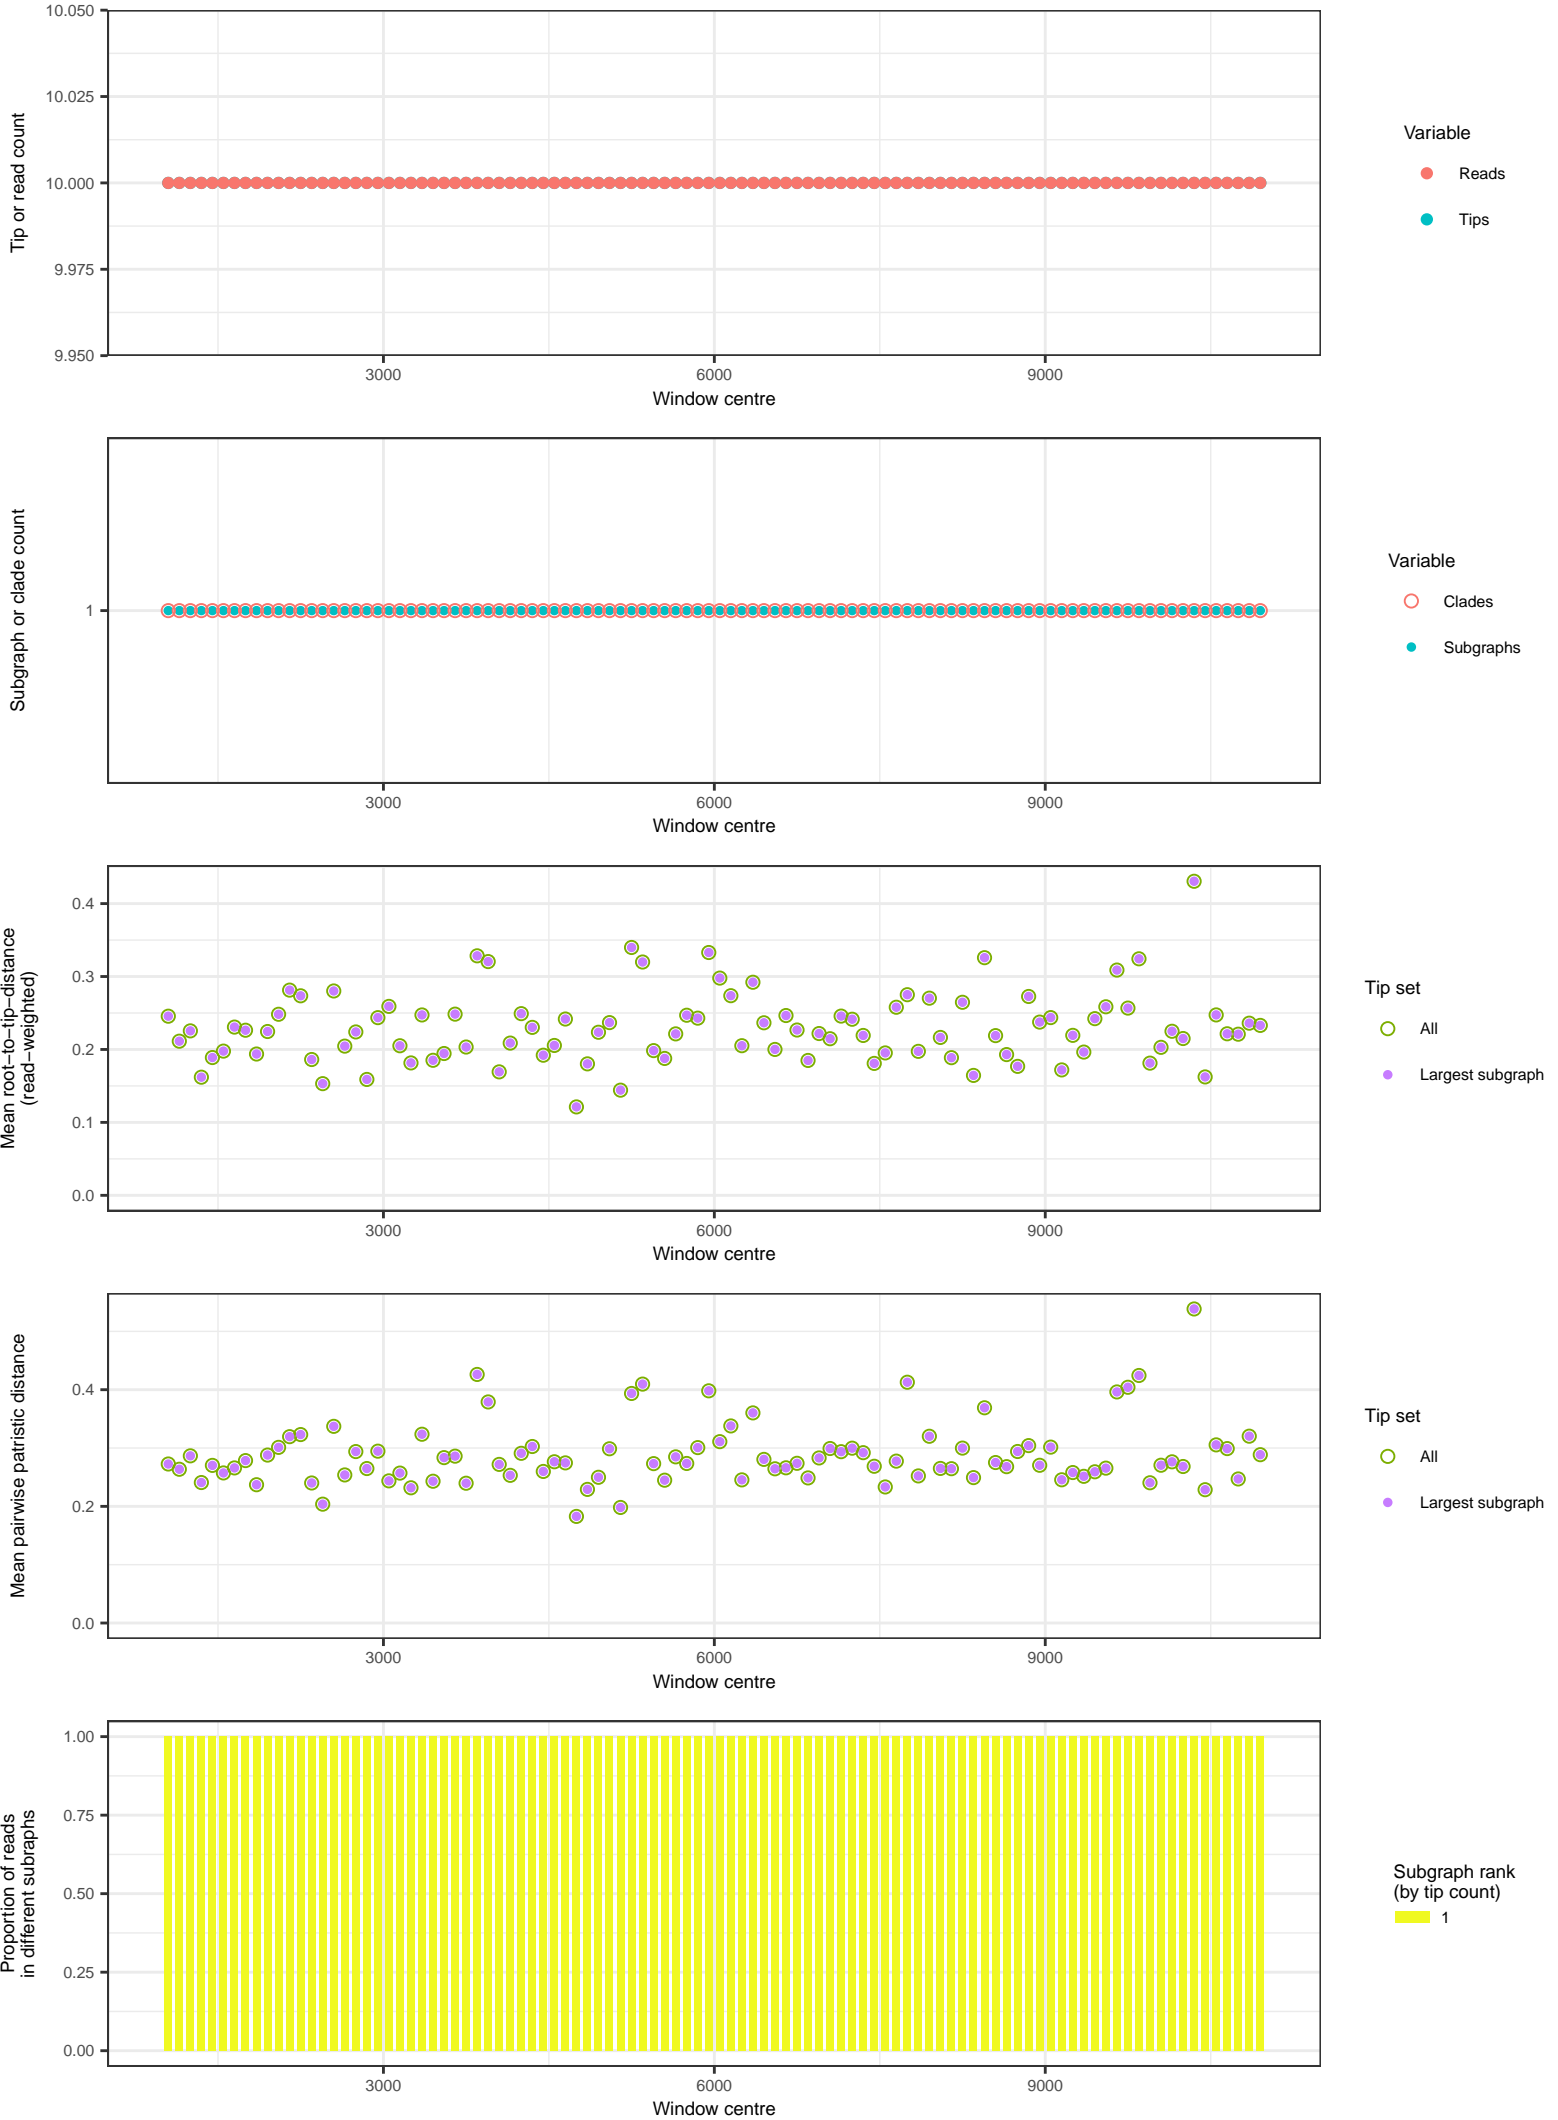 10.050
10.025
10.000
9.975
9.950
Tip or read count
3000
6000
9000
Window centre
Variable
Reads
Tips
Subgraph or clade count
1
3000
6000
9000
Window centre
Variable
Clades
Subgraphs
Mean root−to−tip−distance
(read−weighted)
0.4
0.3
0.2
0.1
0.0
3000
6000
9000
Window centre
Tip set
All
Largest subgraph
Mean pairwise patristic distance
0.4
0.2
0.0
3000
6000
9000
Window centre
Tip set
All
Largest subgraph
Proportion of reads
in different subraphs
1.00
0.75
0.50
0.25
0.00
3000
6000
9000
Window centre
Subgraph rank
(by tip count)
1